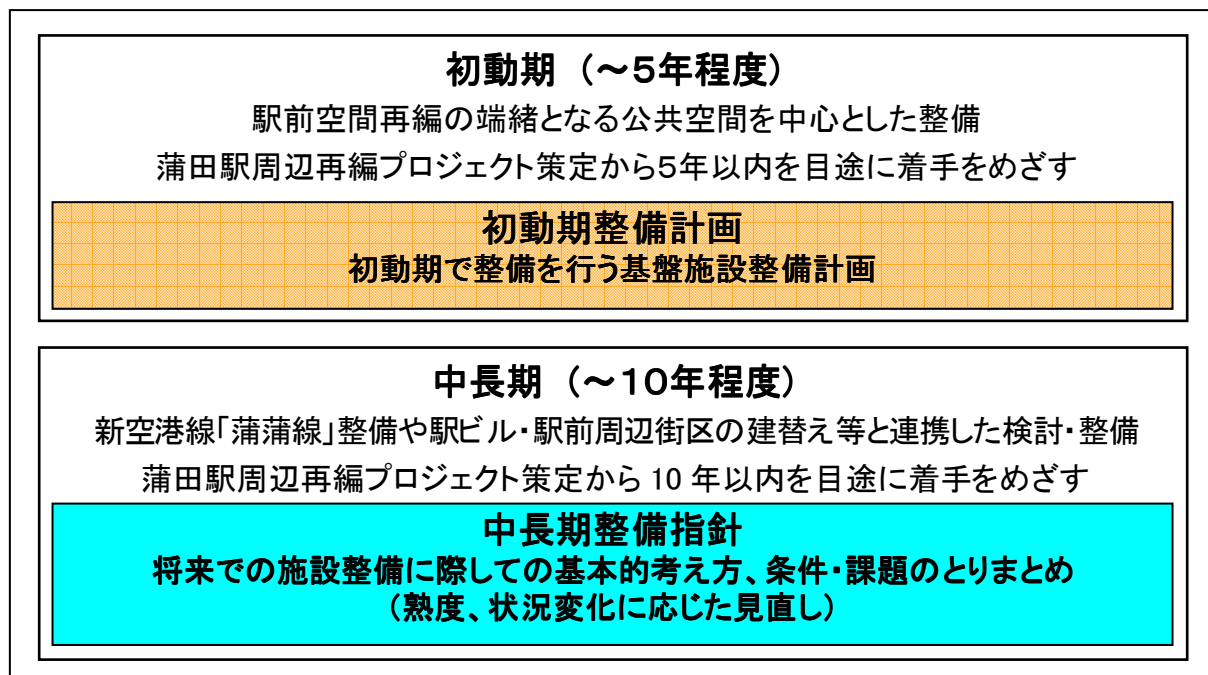 初動期（～5年程度）
駅前空間再編の端緒となる公共空間を中心とした整備
蒲田駅周辺再編プロジェクト策定から5年以内を目途に着手をめざす
初動期整備計画
初動期で整備を行う基盤施設整備計画
中長期（～10年程度）
新空港線「蒲蒲線」整備や駅ビル・駅前周辺街区の建替え等と連携した検討・整備
蒲田駅周辺再編プロジェクト策定から 10 年以内を目途に着手をめざす
中長期整備指針
将来での施設整備に際しての基本的考え方、条件・課題のとりまとめ
（熟度、状況変化に応じた見直し）